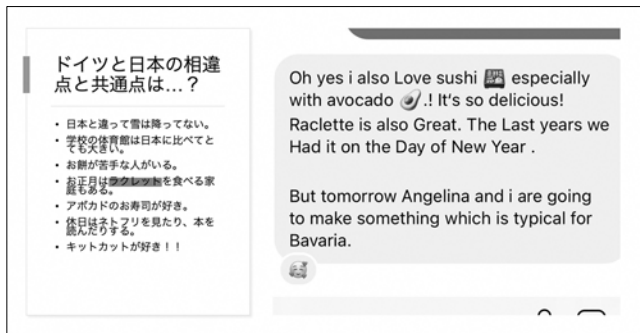 ドイツと日本の相違
点と共通点は…？
・日本と違って雪は降ってない。
・学校の体育館は日本に比べてと
ても大きい。
・お餅が苦手な人がいる。
・お正月はラクレットを食べる家
庭もある。
・アボカドのお寿司が好き。
・休日はネトフリを見たり、本を
読んだりする。
・キットカットが好き！！
Oh yes i also Love sushi 🍱 especially
with avocado 🥑.! It's so delicious!
Raclette is also Great. The Last years we
Had it on the Day of New Year .
But tomorrow Angelina and i are going
to make something which is typical for
Bavaria.